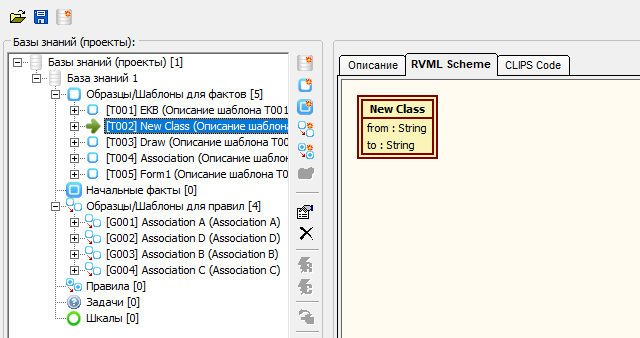 Базы знаний (проекты):
Базы знаний (проекты) [1]
База знаний 1
Образцы/Шаблоны для фактов [5]
[T001] EKB (Описание шаблона T001
[T002] New Class (Описание шаблона
[T003] Draw (Описание шаблона T00
[T004] Association (Описание шабло
[T005] Form1 (Описание шаблона T0
Начальные факты [0]
Образцы/Шаблоны для правил [4]
[G001] Association A (Association A)
[G002] Association D (Association D)
[G003] Association B (Association B)
[G004] Association C (Association C)
Правила [0]
Задачи [0]
Шкалы [0]
Описание
RVML Scheme
CLIPS Code
New Class
from : String
to : String